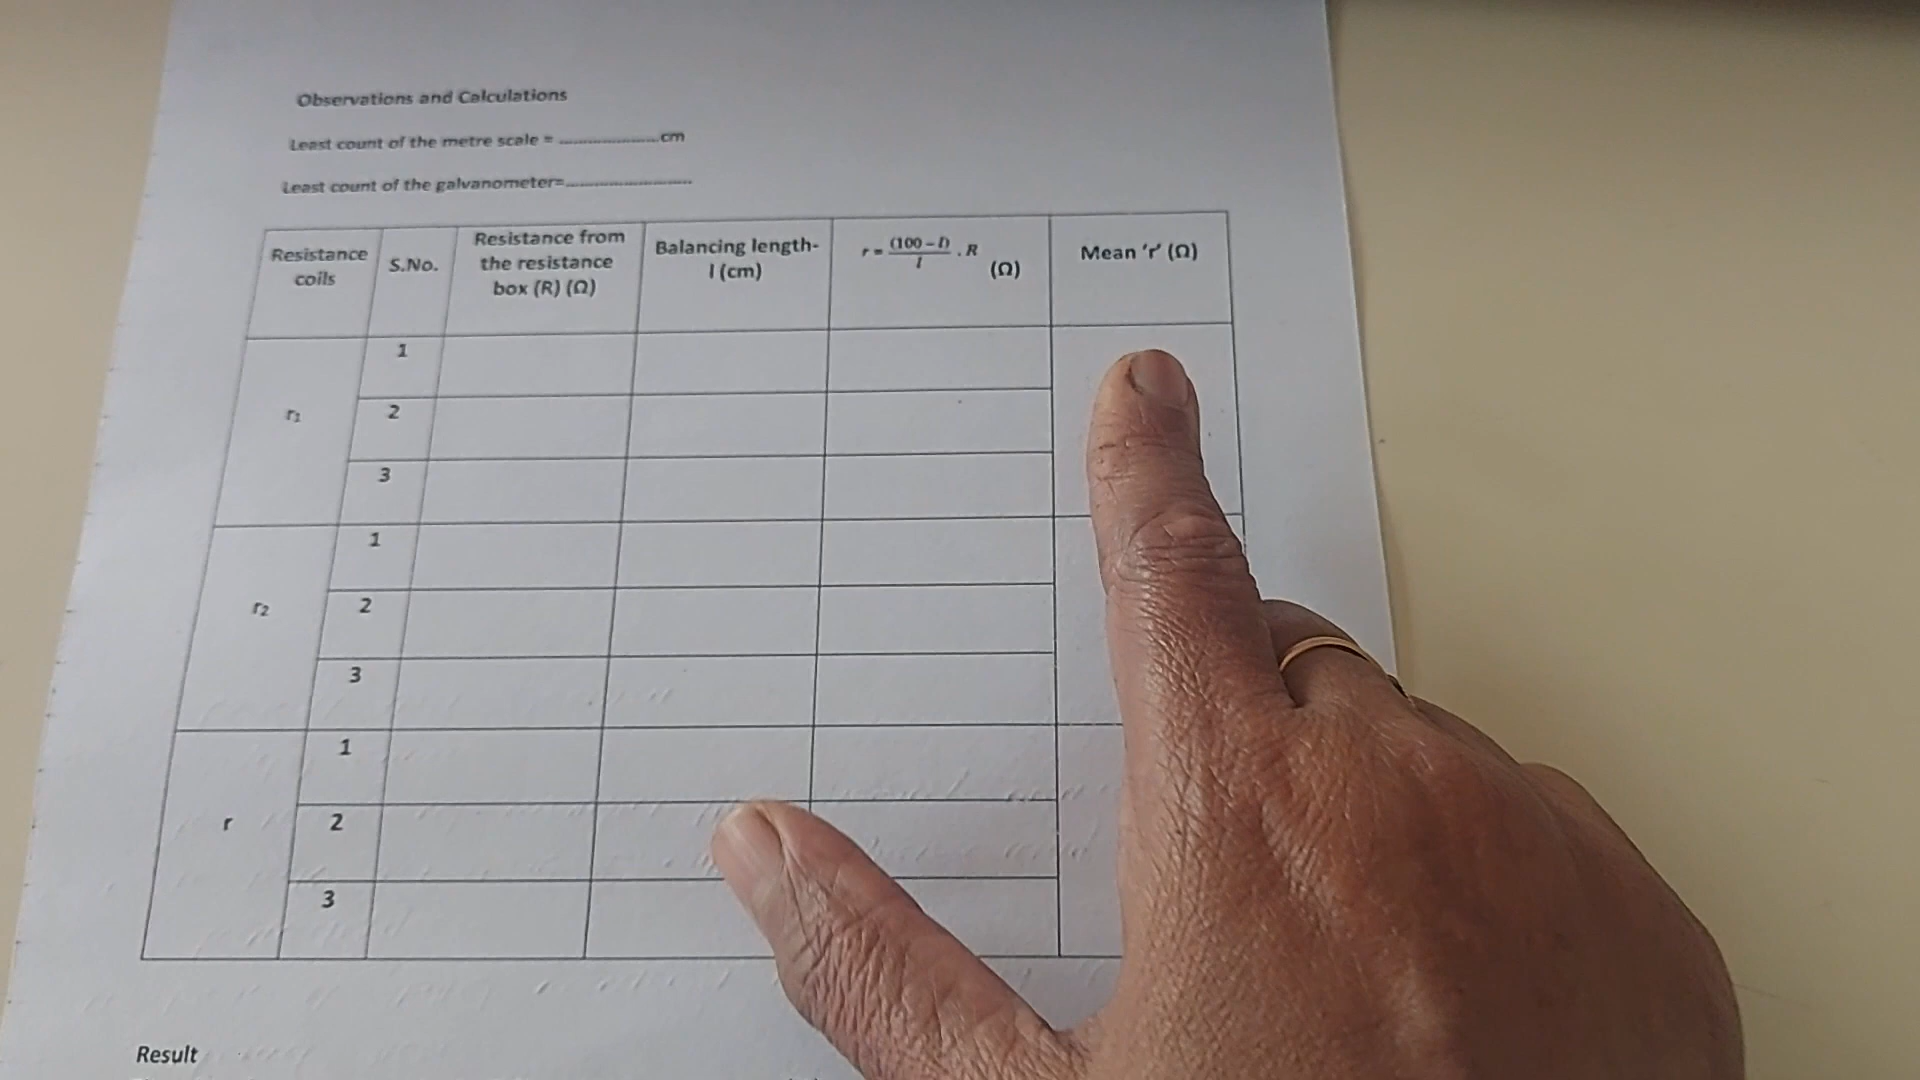 Observations and Calculations
Least count of the metre scale = ......................cm
Least count of the galvanometer=............................
Resistance coils
S.No.
Resistance from the resistance box (R) (Ω)
Balancing length- l (cm)
r = (100 – l)/l . R (Ω)
Mean 'r' (Ω)
r₁
1
2
3
r₂
1
2
3
r
1
2
3
Result